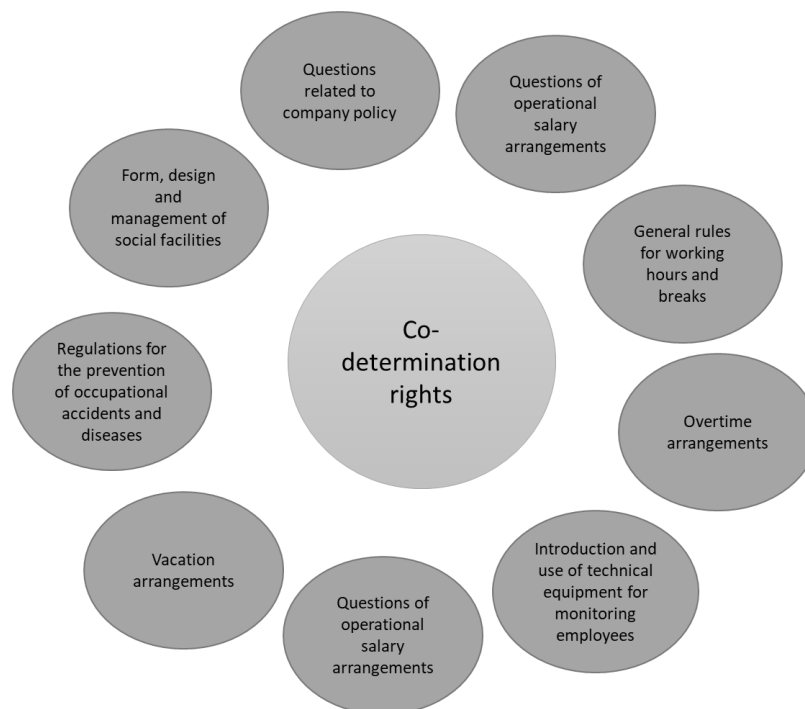 Questions
related to
company policy
Questions of
operational
salary
arrangements
General rules
for working
hours and
breaks
Overtime
arrangements
Introduction and
use of technical
equipment for
monitoring
employees
Questions of
operational
salary
arrangements
Vacation
arrangements
Regulations for
the prevention
of occupational
accidents and
diseases
Form, design
and
management of
social facilities
Co-
determination
rights